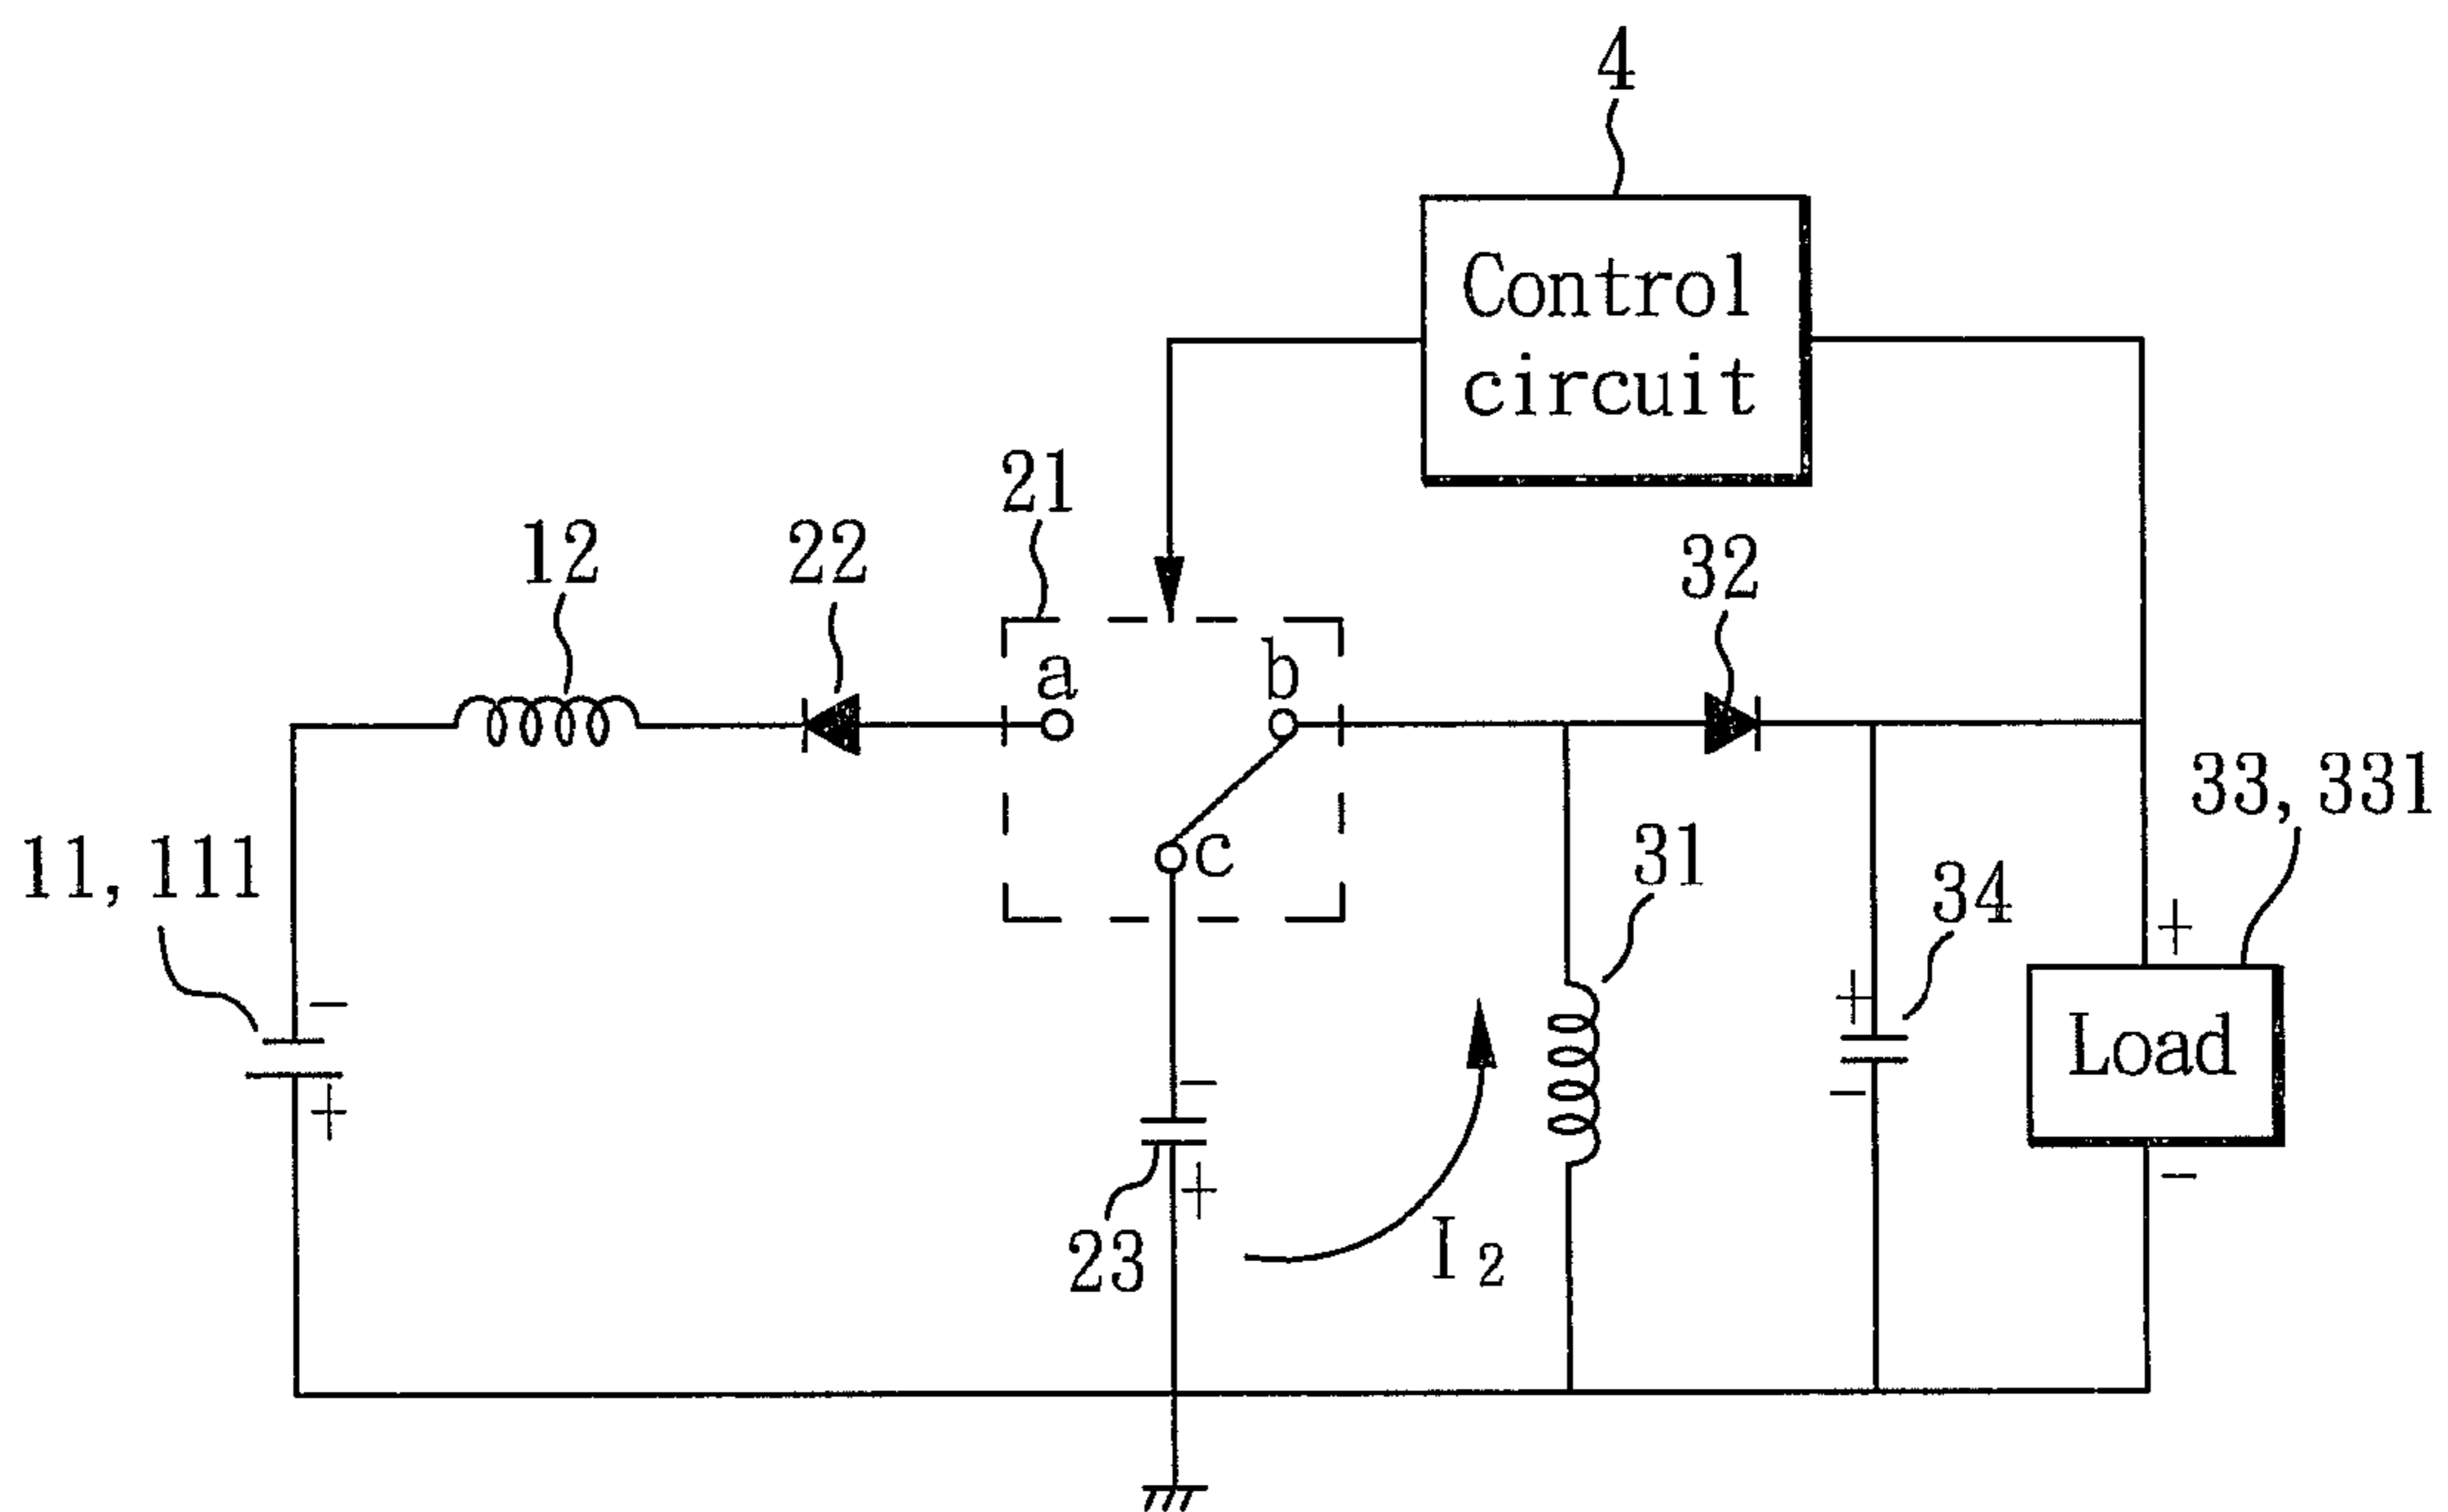 4
Control
circuit
21
12
22
32
a
b
33, 331
11, 111
c
31
34
+
−
+
−
Load
−
+
+
23
−
I2